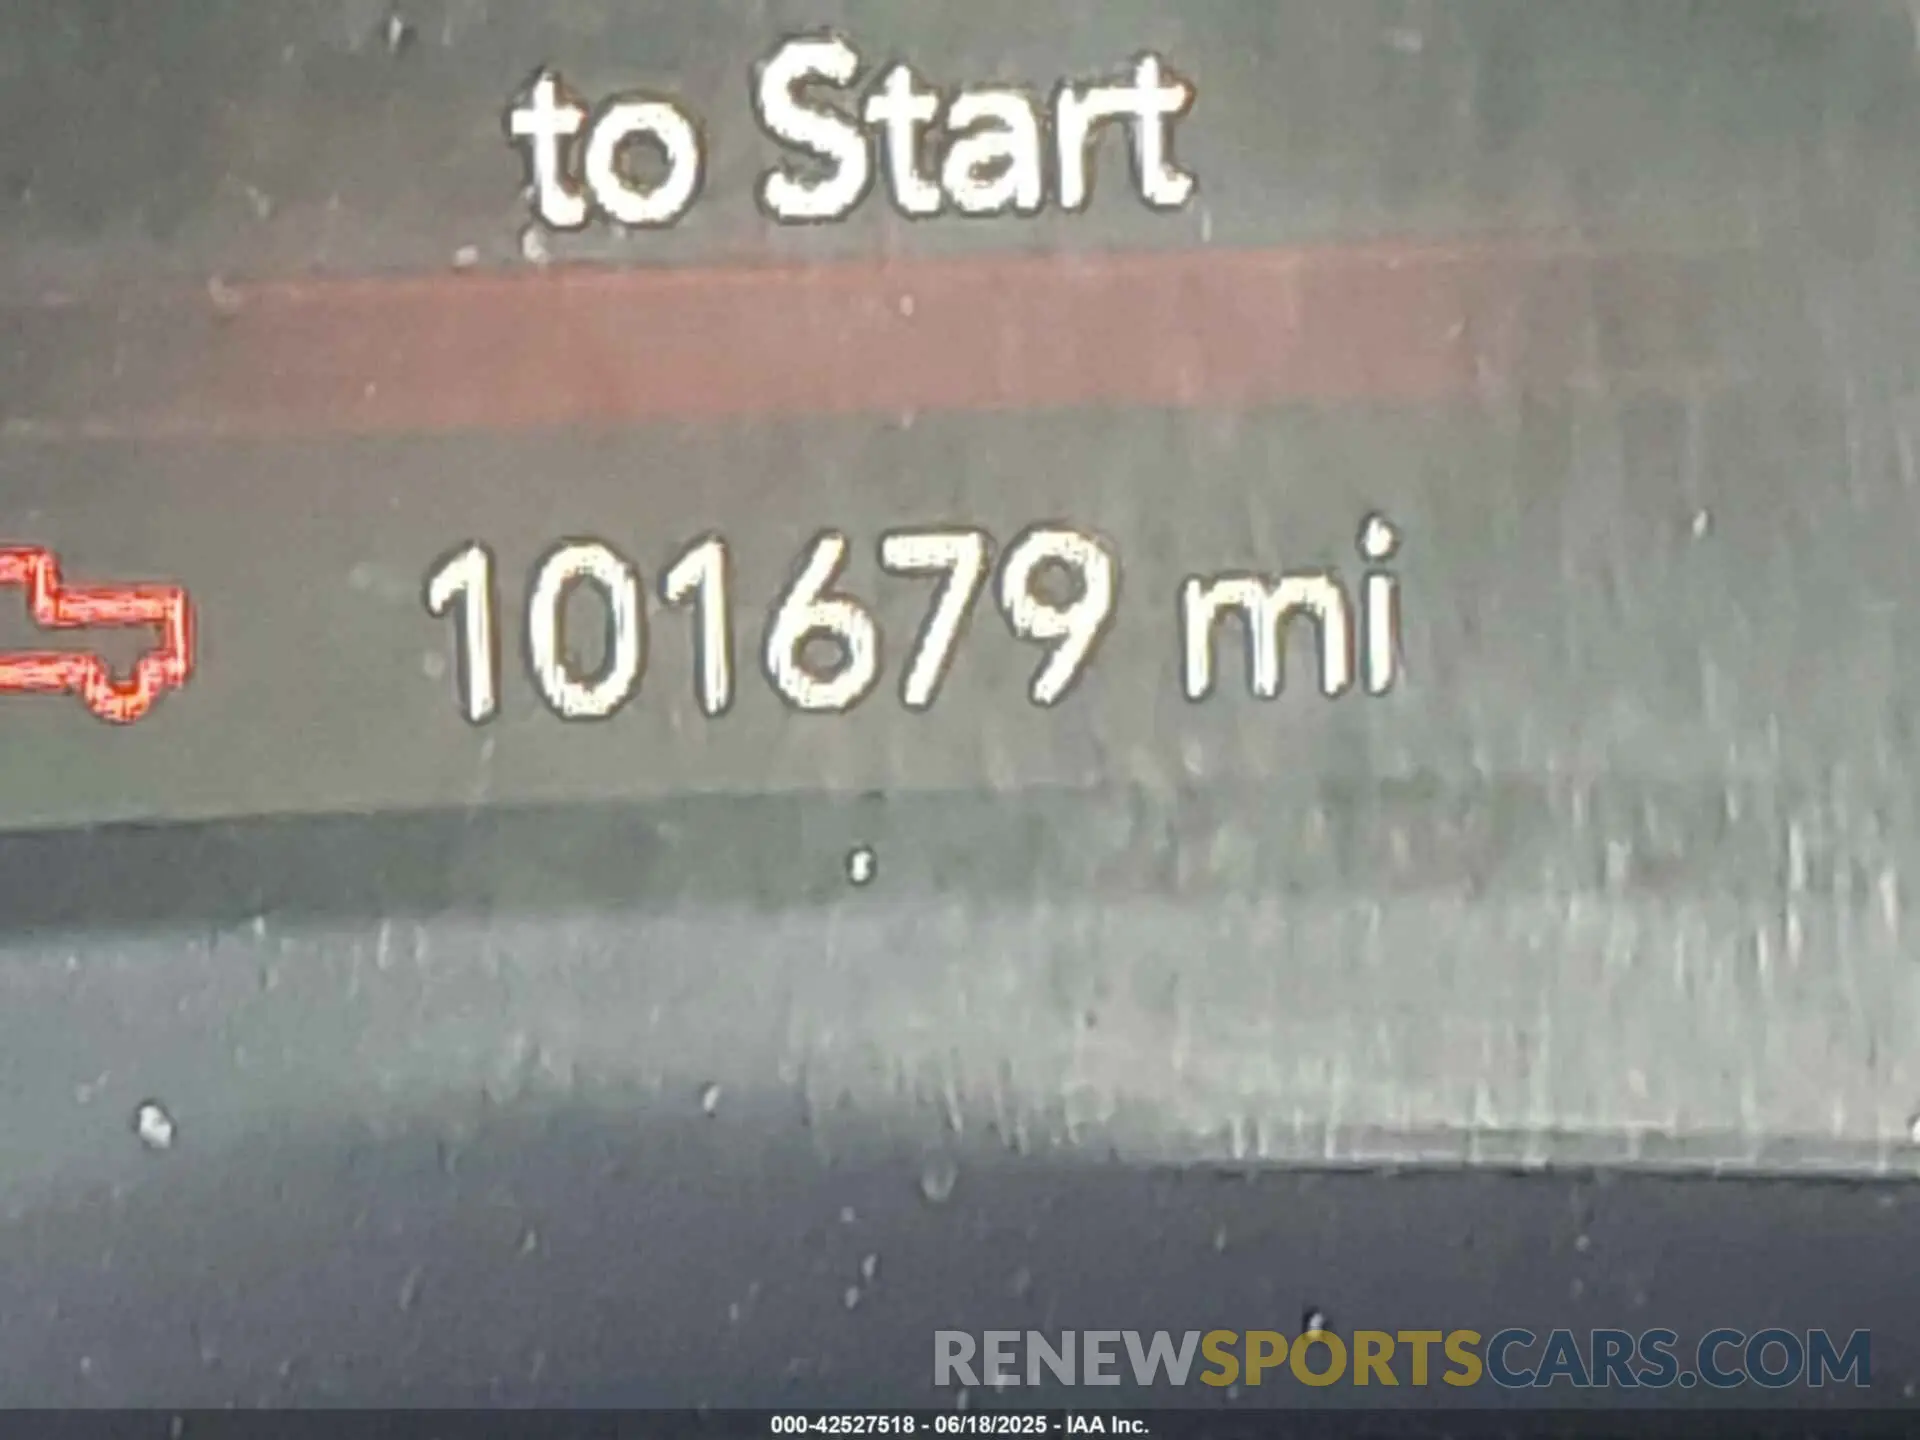 to Start
101679 mi
RENEWSPORTSCARS.COM
000-42527518 - 06/18/2025 - IAA Inc.